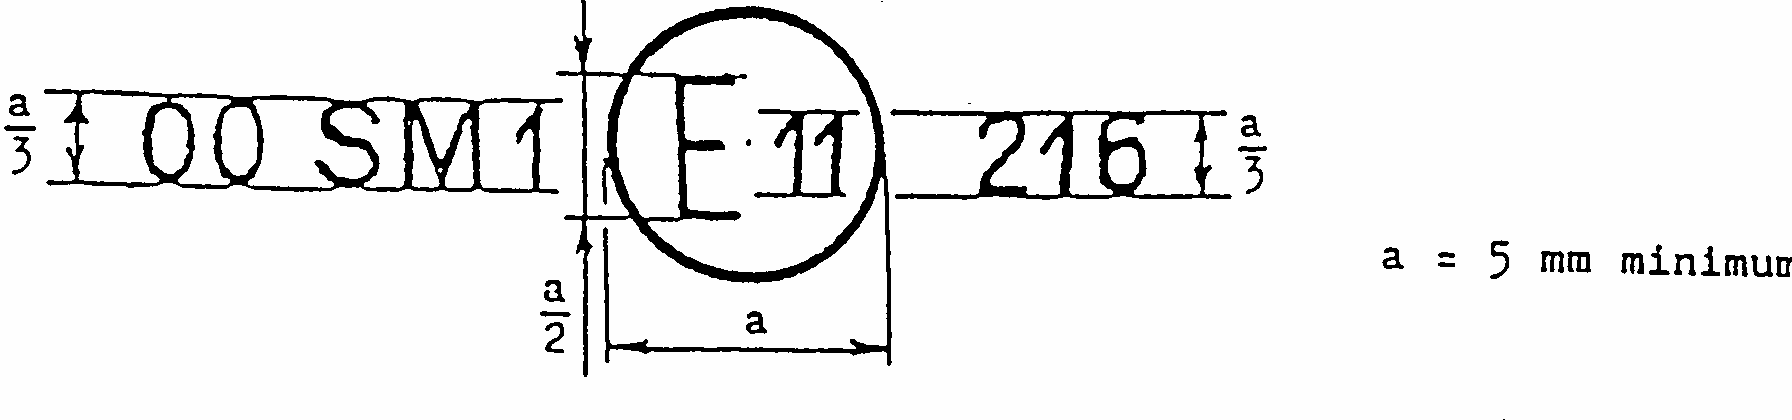 a/3 00 SM1 E 11 216 a/3
a = 5 mm minimum
a/2 a